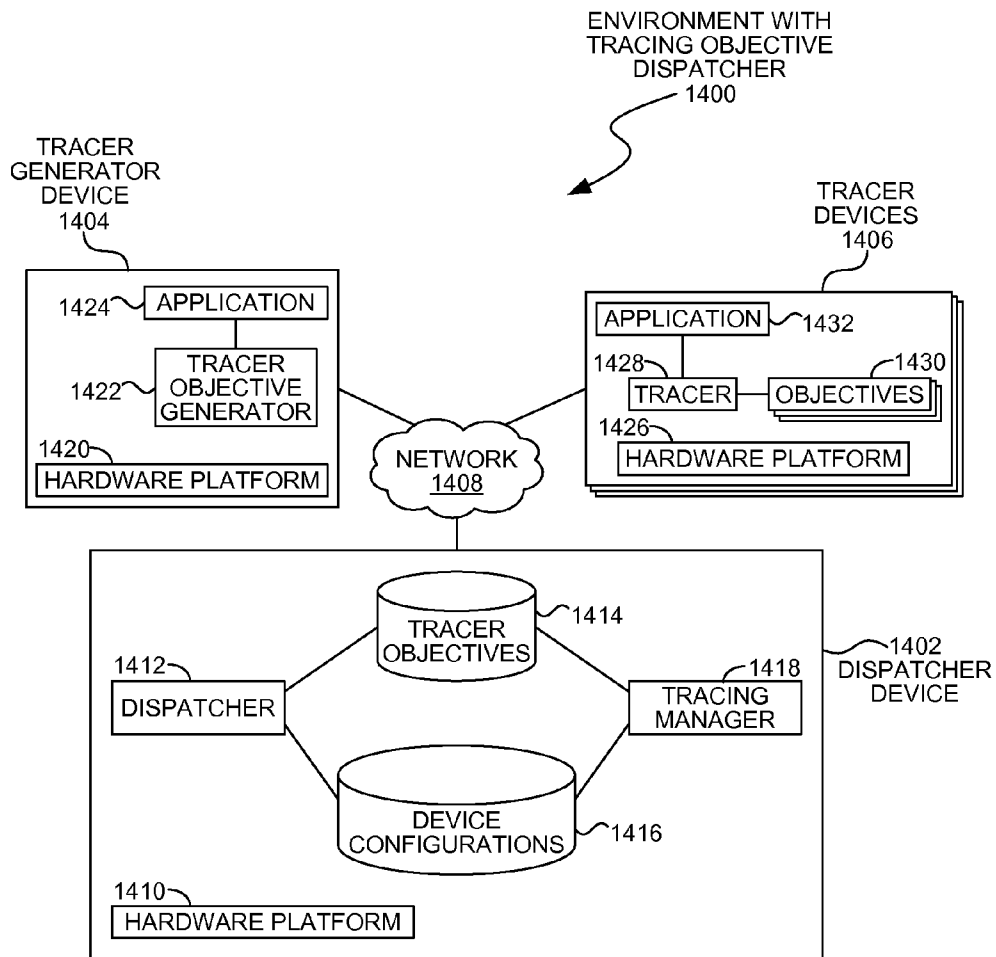 ENVIRONMENT WITH
TRACING OBJECTIVE
DISPATCHER
1400
TRACER
GENERATOR
DEVICE
1404
TRACER
DEVICES
1406
1424
APPLICATION
1422
TRACER
OBJECTIVE
GENERATOR
1420
HARDWARE PLATFORM
APPLICATION
1432
1428
TRACER
1430
OBJECTIVES
1426
HARDWARE PLATFORM
NETWORK
1408
TRACER
OBJECTIVES
1414
1412
DISPATCHER
1418
TRACING
MANAGER
1402
DISPATCHER
DEVICE
DEVICE
CONFIGURATIONS
1416
1410
HARDWARE PLATFORM